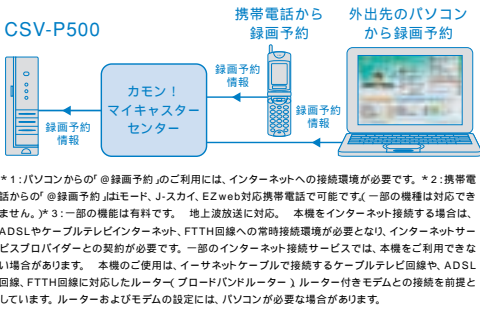 CSV-P500
携帯電話から
録画予約
外出先のパソコン
から録画予約
カモン！
マイキャスター
センター
録画予約
情報
録画予約
情報
録画予約
情報
*1:パソコンからの「@録画予約」のご利用には、インターネットへの接続環境が必要です。*2:携帯電
話からの「@録画予約」はiモード、J-スカイ、EZweb対応携帯電話で可能です。(一部の機種は対応でき
ません。)*3:一部の機能は有料です。 地上波放送に対応。 本機をインターネット接続する場合は、
ADSLやケーブルテレビインターネット、FTTH回線への常時接続環境が必要となり、インターネットサー
ビスプロバイダーとの契約が必要です。一部のインターネット接続サービスでは、本機をご利用できな
い場合があります。 本機のご使用は、イーサネットケーブルで接続するケーブルテレビ回線や、ADSL
回線、FTTH回線に対応したルーター(ブロードバンドルーター)、ルーター付きモデムとの接続を前提と
しています。ルーターおよびモデムの設定には、パソコンが必要な場合があります。